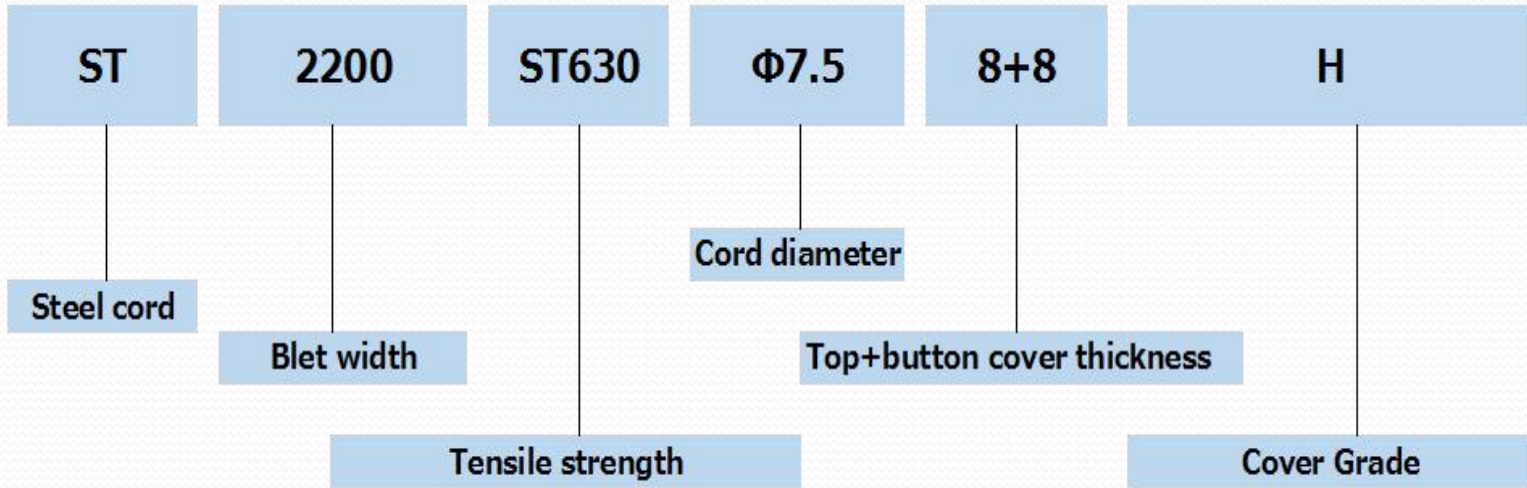 ST 2200 ST630 Φ7.5 8+8 H
Cord diameter
Steel cord
Blet width
Top+button cover thickness
Tensile strength
Cover Grade